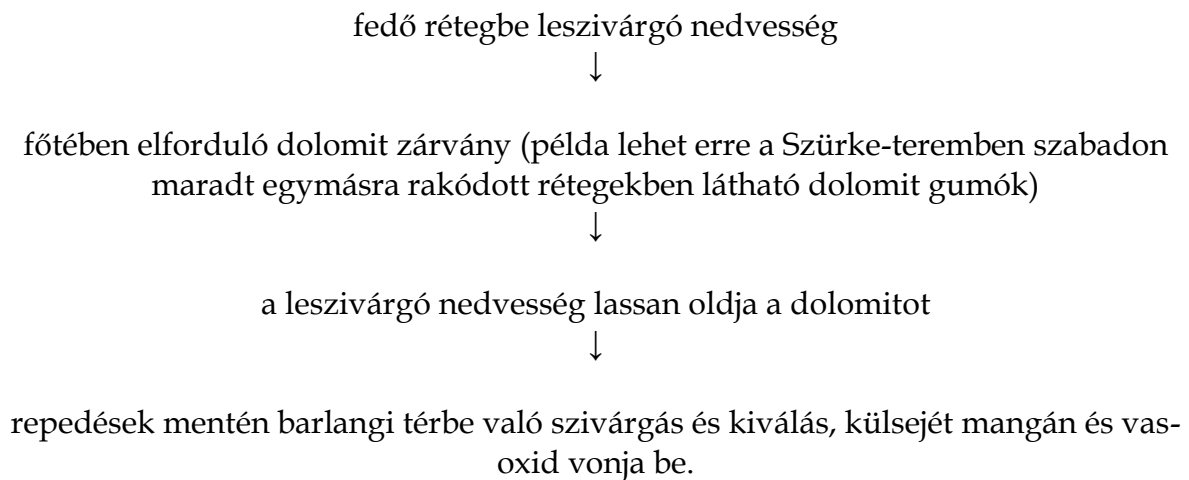 fedő rétegbe leszivárgó nedvesség
↓
főtében elforduló dolomit zárvány (példa lehet erre a Szürke-teremben szabadon
maradt egymásra rakódott rétegekben látható dolomit gumók)
↓
a leszivárgó nedvesség lassan oldja a dolomitot
↓
repedések mentén barlangi térbe való szivárgás és kiválás, külsejét mangán és vas-
oxid vonja be.